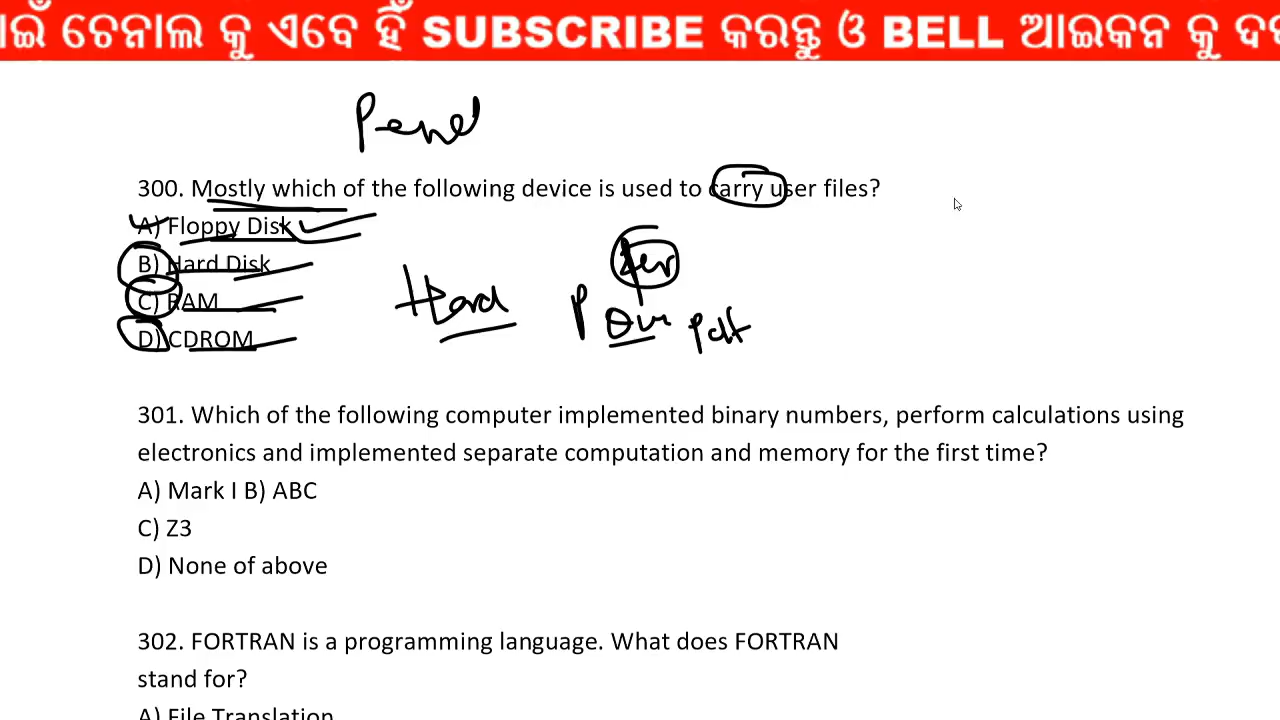 ଚେନାଲ କୁ ଏବେ ହିଁ SUBSCRIBE କରନ୍ତୁ ଓ BELL ଆଇକନ କୁ
300. Mostly which of the following device is used to carry user files?
A) Floppy Disk
B) Hard Disk
C) RAM
D) CDROM
Hard
301. Which of the following computer implemented binary numbers, perform calculations using
electronics and implemented separate computation and memory for the first time?
A) Mark I B) ABC
C) Z3
D) None of above
302. FORTRAN is a programming language. What does FORTRAN
stand for?
A) File Translation